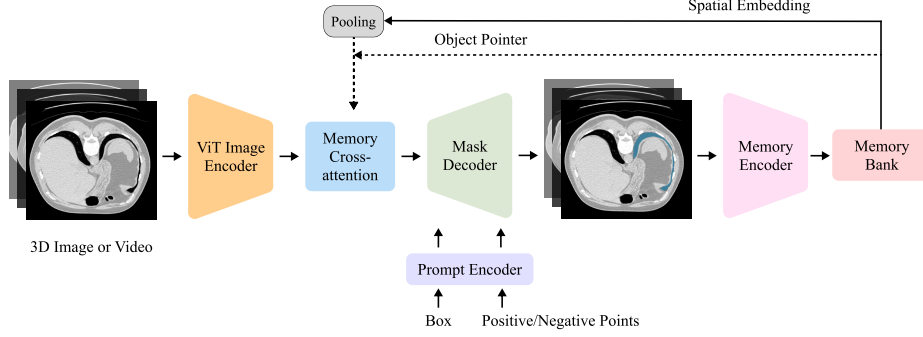 Spatial Embedding
Pooling
Object Pointer
ViT Image
Encoder
Memory
Cross-
attention
Mask
Decoder
Memory
Encoder
Memory
Bank
3D Image or Video
Prompt Encoder
Box
Positive/Negative Points